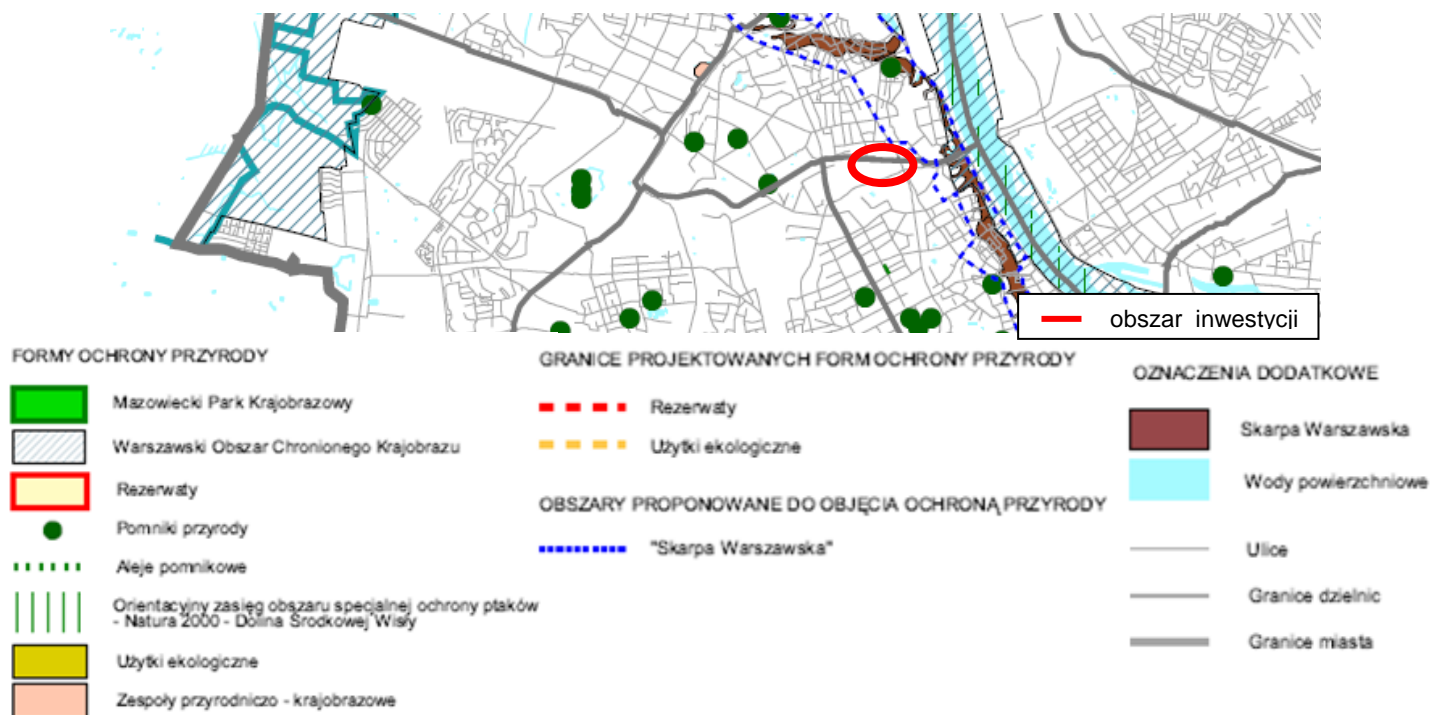 obszar inwestycji
FORMY OCHRONY PRZYRODY
Mazowiecki Park Krajobrazowy
Warszawski Obszar Chronionego Krajobrazu
Rezerwaty
Pomniki przyrody
Aleje pomnikowe
Orientacyjny zasięg obszaru specjalnej ochrony ptaków
- Natura 2000 - Dolina Środkowej Wisły
Użytki ekologiczne
Zespoły przyrodniczo - krajobrazowe
GRANICE PROJEKTOWANYCH FORM OCHRONY PRZYRODY
Rezerwaty
Użytki ekologiczne
OBSZARY PROPONOWANE DO OBJĘCIA OCHRONĄ PRZYRODY
"Skarpa Warszawska"
OZNACZENIA DODATKOWE
Skarpa Warszawska
Wody powierzchniowe
Ulice
Granice dzielnic
Granice miasta